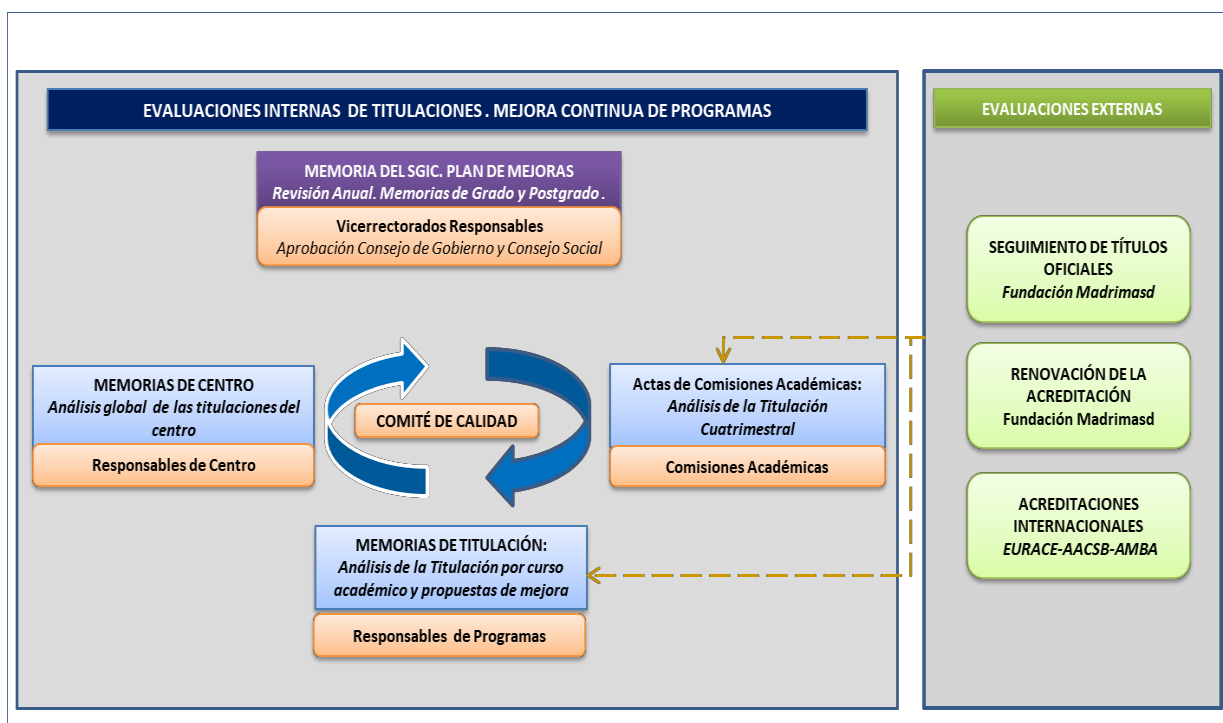 EVALUACIONES INTERNAS DE TITULACIONES . MEJORA CONTINUA DE PROGRAMAS
MEMORIA DEL SGIC. PLAN DE MEJORAS
Revisión Anual. Memorias de Grado y Postgrado .
Vicerrectorados Responsables
Aprobación Consejo de Gobierno y Consejo Social
MEMORIAS DE CENTRO
Análisis global de las titulaciones del
centro
Responsables de Centro
COMITÉ DE CALIDAD
Actas de Comisiones Académicas:
Análisis de la Titulación
Cuatrimestral
Comisiones Académicas
MEMORIAS DE TITULACIÓN:
Análisis de la Titulación por curso
académico y propuestas de mejora
Responsables de Programas
EVALUACIONES EXTERNAS
SEGUIMIENTO DE TÍTULOS
OFICIALES
Fundación Madrimasd
RENOVACIÓN DE LA
ACREDITACIÓN
Fundación Madrimasd
ACREDITACIONES
INTERNACIONALES
EURACE-AACSB-AMBA